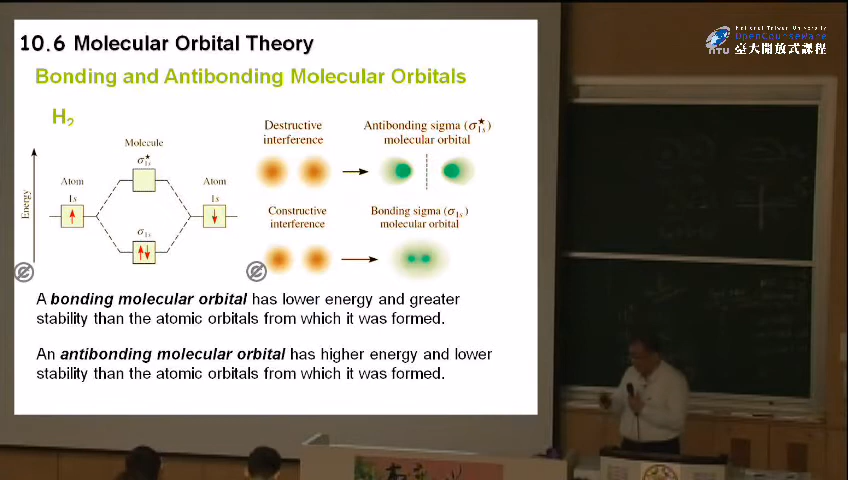 10.6 Molecular Orbital Theory
Bonding and Antibonding Molecular Orbitals
H₂
Molecule
σ★1s
Atom
Atom
1s
1s
σ1s
Energy
Destructive interference
Antibonding sigma (σ★1s) molecular orbital
Constructive interference
Bonding sigma (σ1s) molecular orbital
A bonding molecular orbital has lower energy and greater
stability than the atomic orbitals from which it was formed.
An antibonding molecular orbital has higher energy and lower
stability than the atomic orbitals from which it was formed.
National Taiwan University
OpenCourseWare
NTU 臺大開放式課程